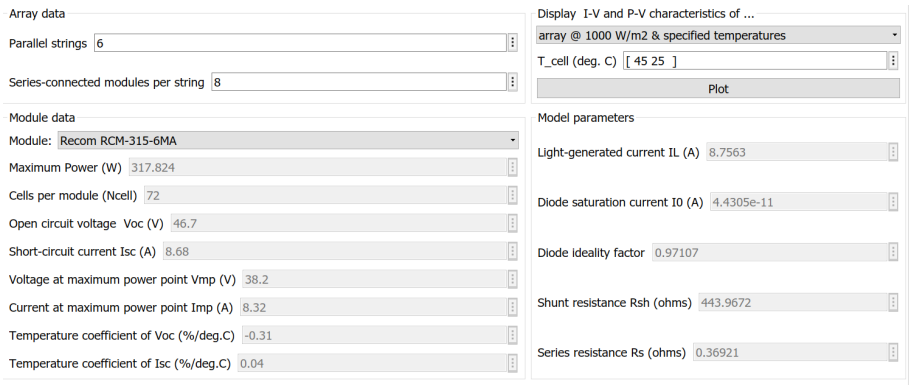 Array data
Parallel strings 6
Series-connected modules per string 8
Display I-V and P-V characteristics of ...
array @ 1000 W/m2 & specified temperatures
T_cell (deg. C) [ 45 25 ]
Plot
Module data
Module: Recom RCM-315-6MA
Maximum Power (W) 317.824
Cells per module (Ncell) 72
Open circuit voltage Voc (V) 46.7
Short-circuit current Isc (A) 8.68
Voltage at maximum power point Vmp (V) 38.2
Current at maximum power point Imp (A) 8.32
Temperature coefficient of Voc (%/deg.C) -0.31
Temperature coefficient of Isc (%/deg.C) 0.04
Model parameters
Light-generated current IL (A) 8.7563
Diode saturation current I0 (A) 4.4305e-11
Diode ideality factor 0.97107
Shunt resistance Rsh (ohms) 443.9672
Series resistance Rs (ohms) 0.36921